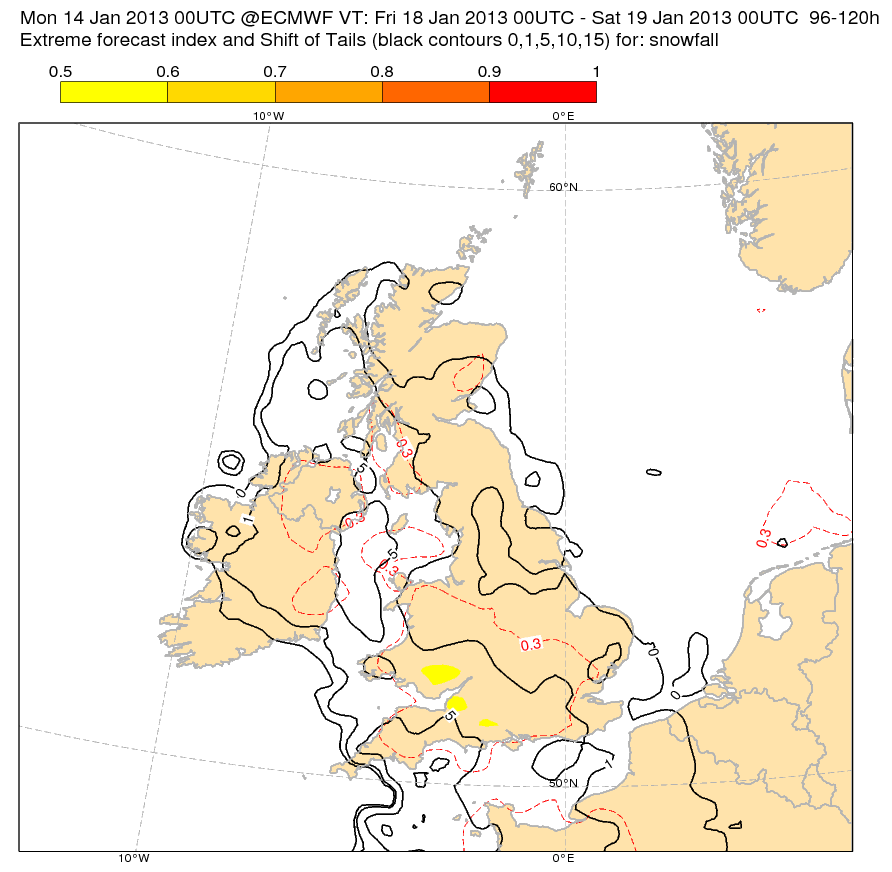 Mon 14 Jan 2013 00UTC @ECMWF VT: Fri 18 Jan 2013 00UTC - Sat 19 Jan 2013 00UTC 96-120h
Extreme forecast index and Shift of Tails (black contours 0,1,5,10,15) for: snowfall
0.5 0.6 0.7 0.8 0.9 1
10°W 0°E
60°N
0.3
5
0
1
0.3
0.3
5
0.3
0.3
0
0
5
1
50°N
10°W 0°E